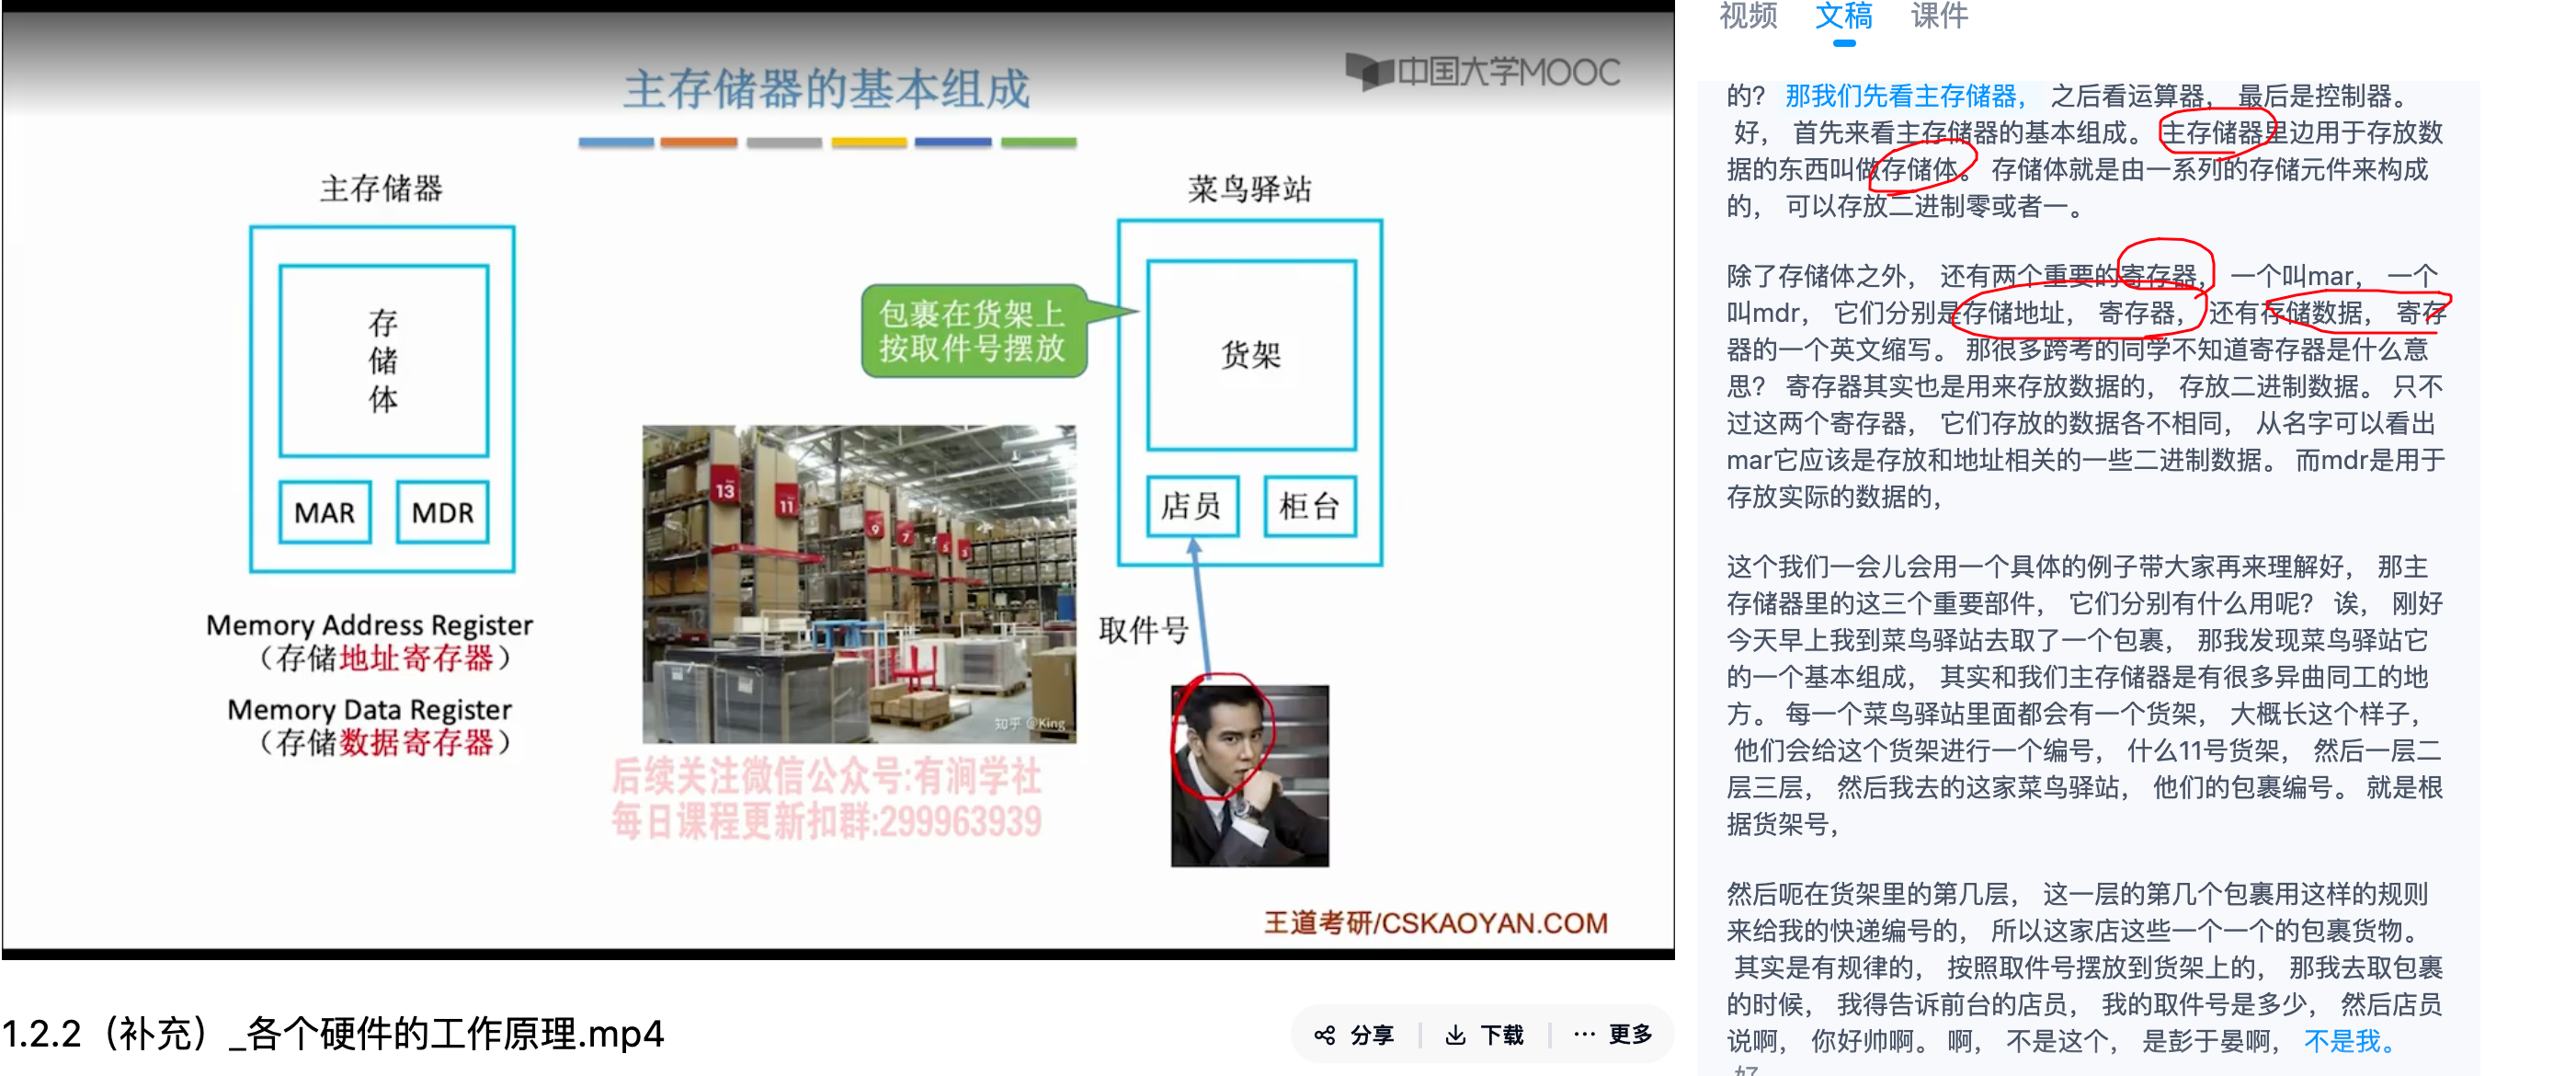 主存储器的基本组成
中国大学MOOC
主存储器
存
储
体
MAR
MDR
Memory Address Register
（存储地址寄存器）
Memory Data Register
（存储数据寄存器）
包裹在货架上
按取件号摆放
13
11
9
7
5
3
知乎 @King
菜鸟驿站
货架
店员
柜台
取件号
后续关注微信公众号:有涧学社
每日课程更新扣群:299963939
王道考研/CSKAOYAN.COM
1.2.2（补充）_各个硬件的工作原理.mp4
分享
下载
··· 更多
视频 文稿 课件
的？ 那我们先看主存储器， 之后看运算器， 最后是控制器。
好， 首先来看主存储器的基本组成。 主存储器里边用于存放数
据的东西叫做存储体。 存储体就是由一系列的存储元件来构成
的， 可以存放二进制零或者一。
除了存储体之外， 还有两个重要的寄存器， 一个叫mar， 一个
叫mdr， 它们分别是存储地址， 寄存器， 还有存储数据， 寄存
器的一个英文缩写。 那很多跨考的同学不知道寄存器是什么意
思？ 寄存器其实也是用来存放数据的， 存放二进制数据。 只不
过这两个寄存器， 它们存放的数据各不相同， 从名字可以看出
mar它应该是存放和地址相关的一些二进制数据。 而mdr是用于
存放实际的数据的，
这个我们一会儿会用一个具体的例子带大家再来理解好， 那主
存储器里的这三个重要部件， 它们分别有什么用呢？ 诶， 刚好
今天早上我到菜鸟驿站去取了一个包裹， 那我发现菜鸟驿站它
的一个基本组成， 其实和我们主存储器是有很多异曲同工的地
方。 每一个菜鸟驿站里面都会有一个货架， 大概长这个样子，
他们会给这个货架进行一个编号， 什么11号货架， 然后一层二
层三层， 然后我去的这家菜鸟驿站， 他们的包裹编号。 就是根
据货架号，
然后呃在货架里的第几层， 这一层的第几个包裹用这样的规则
来给我的快递编号的， 所以这家店这些一个一个的包裹货物。
其实是有规律的， 按照取件号摆放到货架上的， 那我去取包裹
的时候， 我得告诉前台的店员， 我的取件号是多少， 然后店员
说啊， 你好帅啊。 啊， 不是这个， 是彭于晏啊， 不是我。